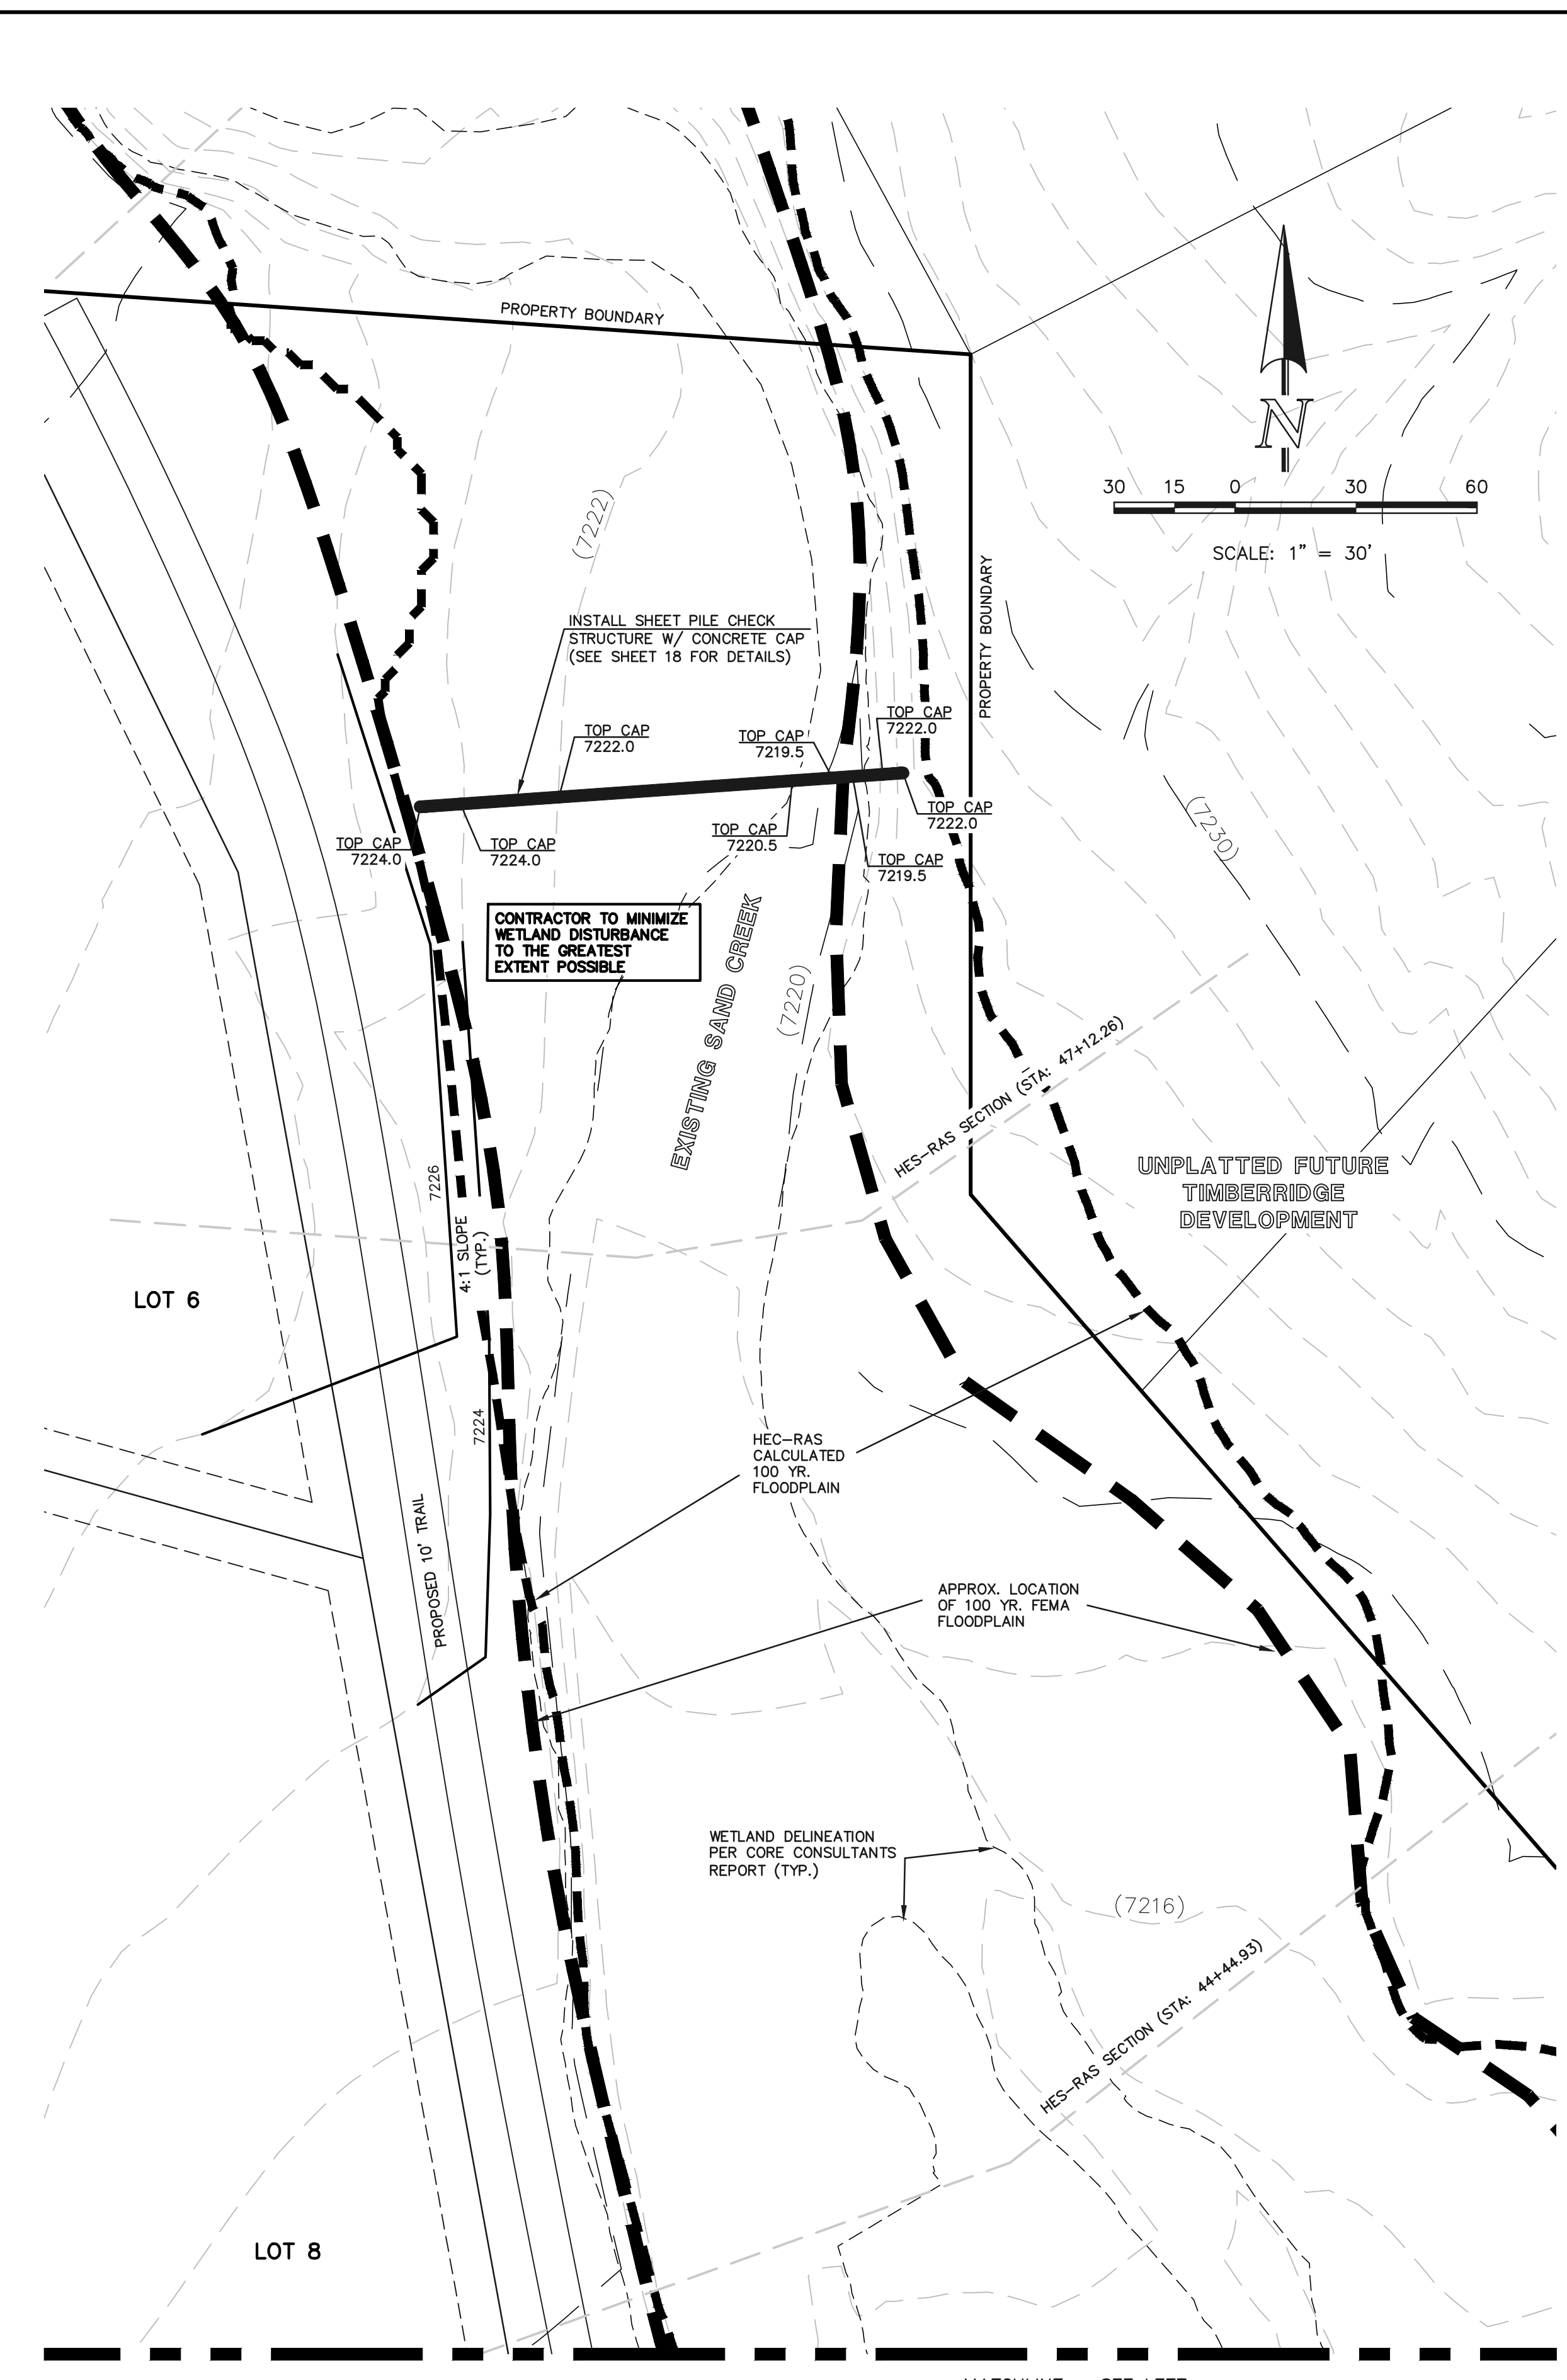 PROPERTY BOUNDARY
N
30 15 0 30 60
SCALE: 1" = 30'
(7222)
PROPERTY BOUNDARY
INSTALL SHEET PILE CHECK
STRUCTURE W/ CONCRETE CAP
(SEE SHEET 18 FOR DETAILS)
TOP CAP
7222.0
TOP CAP
7219.5
TOP CAP
7222.0
TOP CAP
7224.0
TOP CAP
7224.0
TOP CAP
7220.5
TOP CAP
7219.5
TOP CAP
7222.0
(7230)
CONTRACTOR TO MINIMIZE
WETLAND DISTURBANCE
TO THE GREATEST
EXTENT POSSIBLE
EXISTING SAND CREEK
(7220)
HES-RAS SECTION (STA: 47+12.26)
UNPLATTED FUTURE
TIMBERRIDGE
DEVELOPMENT
7226
4:1 SLOPE
(TYP.)
LOT 6
7224
HEC-RAS
CALCULATED
100 YR.
FLOODPLAIN
PROPOSED 10' TRAIL
APPROX. LOCATION
OF 100 YR. FEMA
FLOODPLAIN
WETLAND DELINEATION
PER CORE CONSULTANTS
REPORT (TYP.)
(7216)
HES-RAS SECTION (STA: 44+44.93)
LOT 8